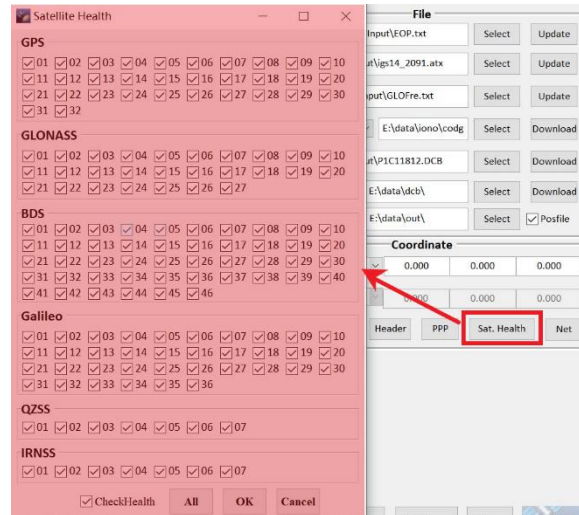 Satellite Health
GPS
01 02 03 04 05 06 07 08 09 10
11 12 13 14 15 16 17 18 19 20
21 22 23 24 25 26 27 28 29 30
31 32
GLONASS
01 02 03 04 05 06 07 08 09 10
11 12 13 14 15 16 17 18 19 20
21 22 23 24 25 26 27
BDS
01 02 03 04 05 06 07 08 09 10
11 12 13 14 15 16 17 18 19 20
21 22 23 24 25 26 27 28 29 30
31 32 33 34 35 36 37 38 39 40
41 42 43 44 45 46
Galileo
01 02 03 04 05 06 07 08 09 10
11 12 13 14 15 16 17 18 19 20
21 22 23 24 25 26 27 28 29 30
31 32 33 34 35 36
QZSS
01 02 03 04 05 06 07
IRNSS
01 02 03 04 05 06 07
CheckHealth All OK Cancel
File
Input\EOP.txt Select Update
ut\igs14_2091.atx Select Update
nput\GLOFre.txt Select Update
E:\data\iono\codg Select Download
ut\P1C11812.DCB Select Download
E:\data\dcb\ Select Download
E:\data\out\ Select Posfile
Coordinate
0.000 0.000 0.000
0.000 0.000 0.000
Header PPP Sat. Health Net